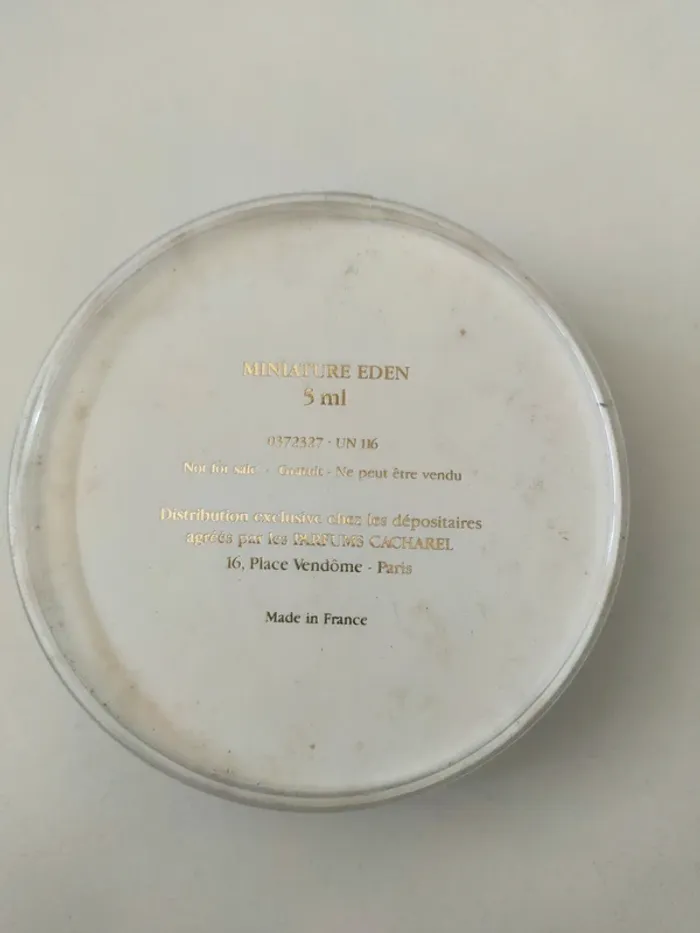 MINIATURE EDEN
5 ml
0372327 · UN 116
Not for sale - Gratuit - Ne peut être vendu
Distribution exclusive chez les dépositaires
agréés par les PARFUMS CACHAREL
16, Place Vendôme - Paris
Made in France